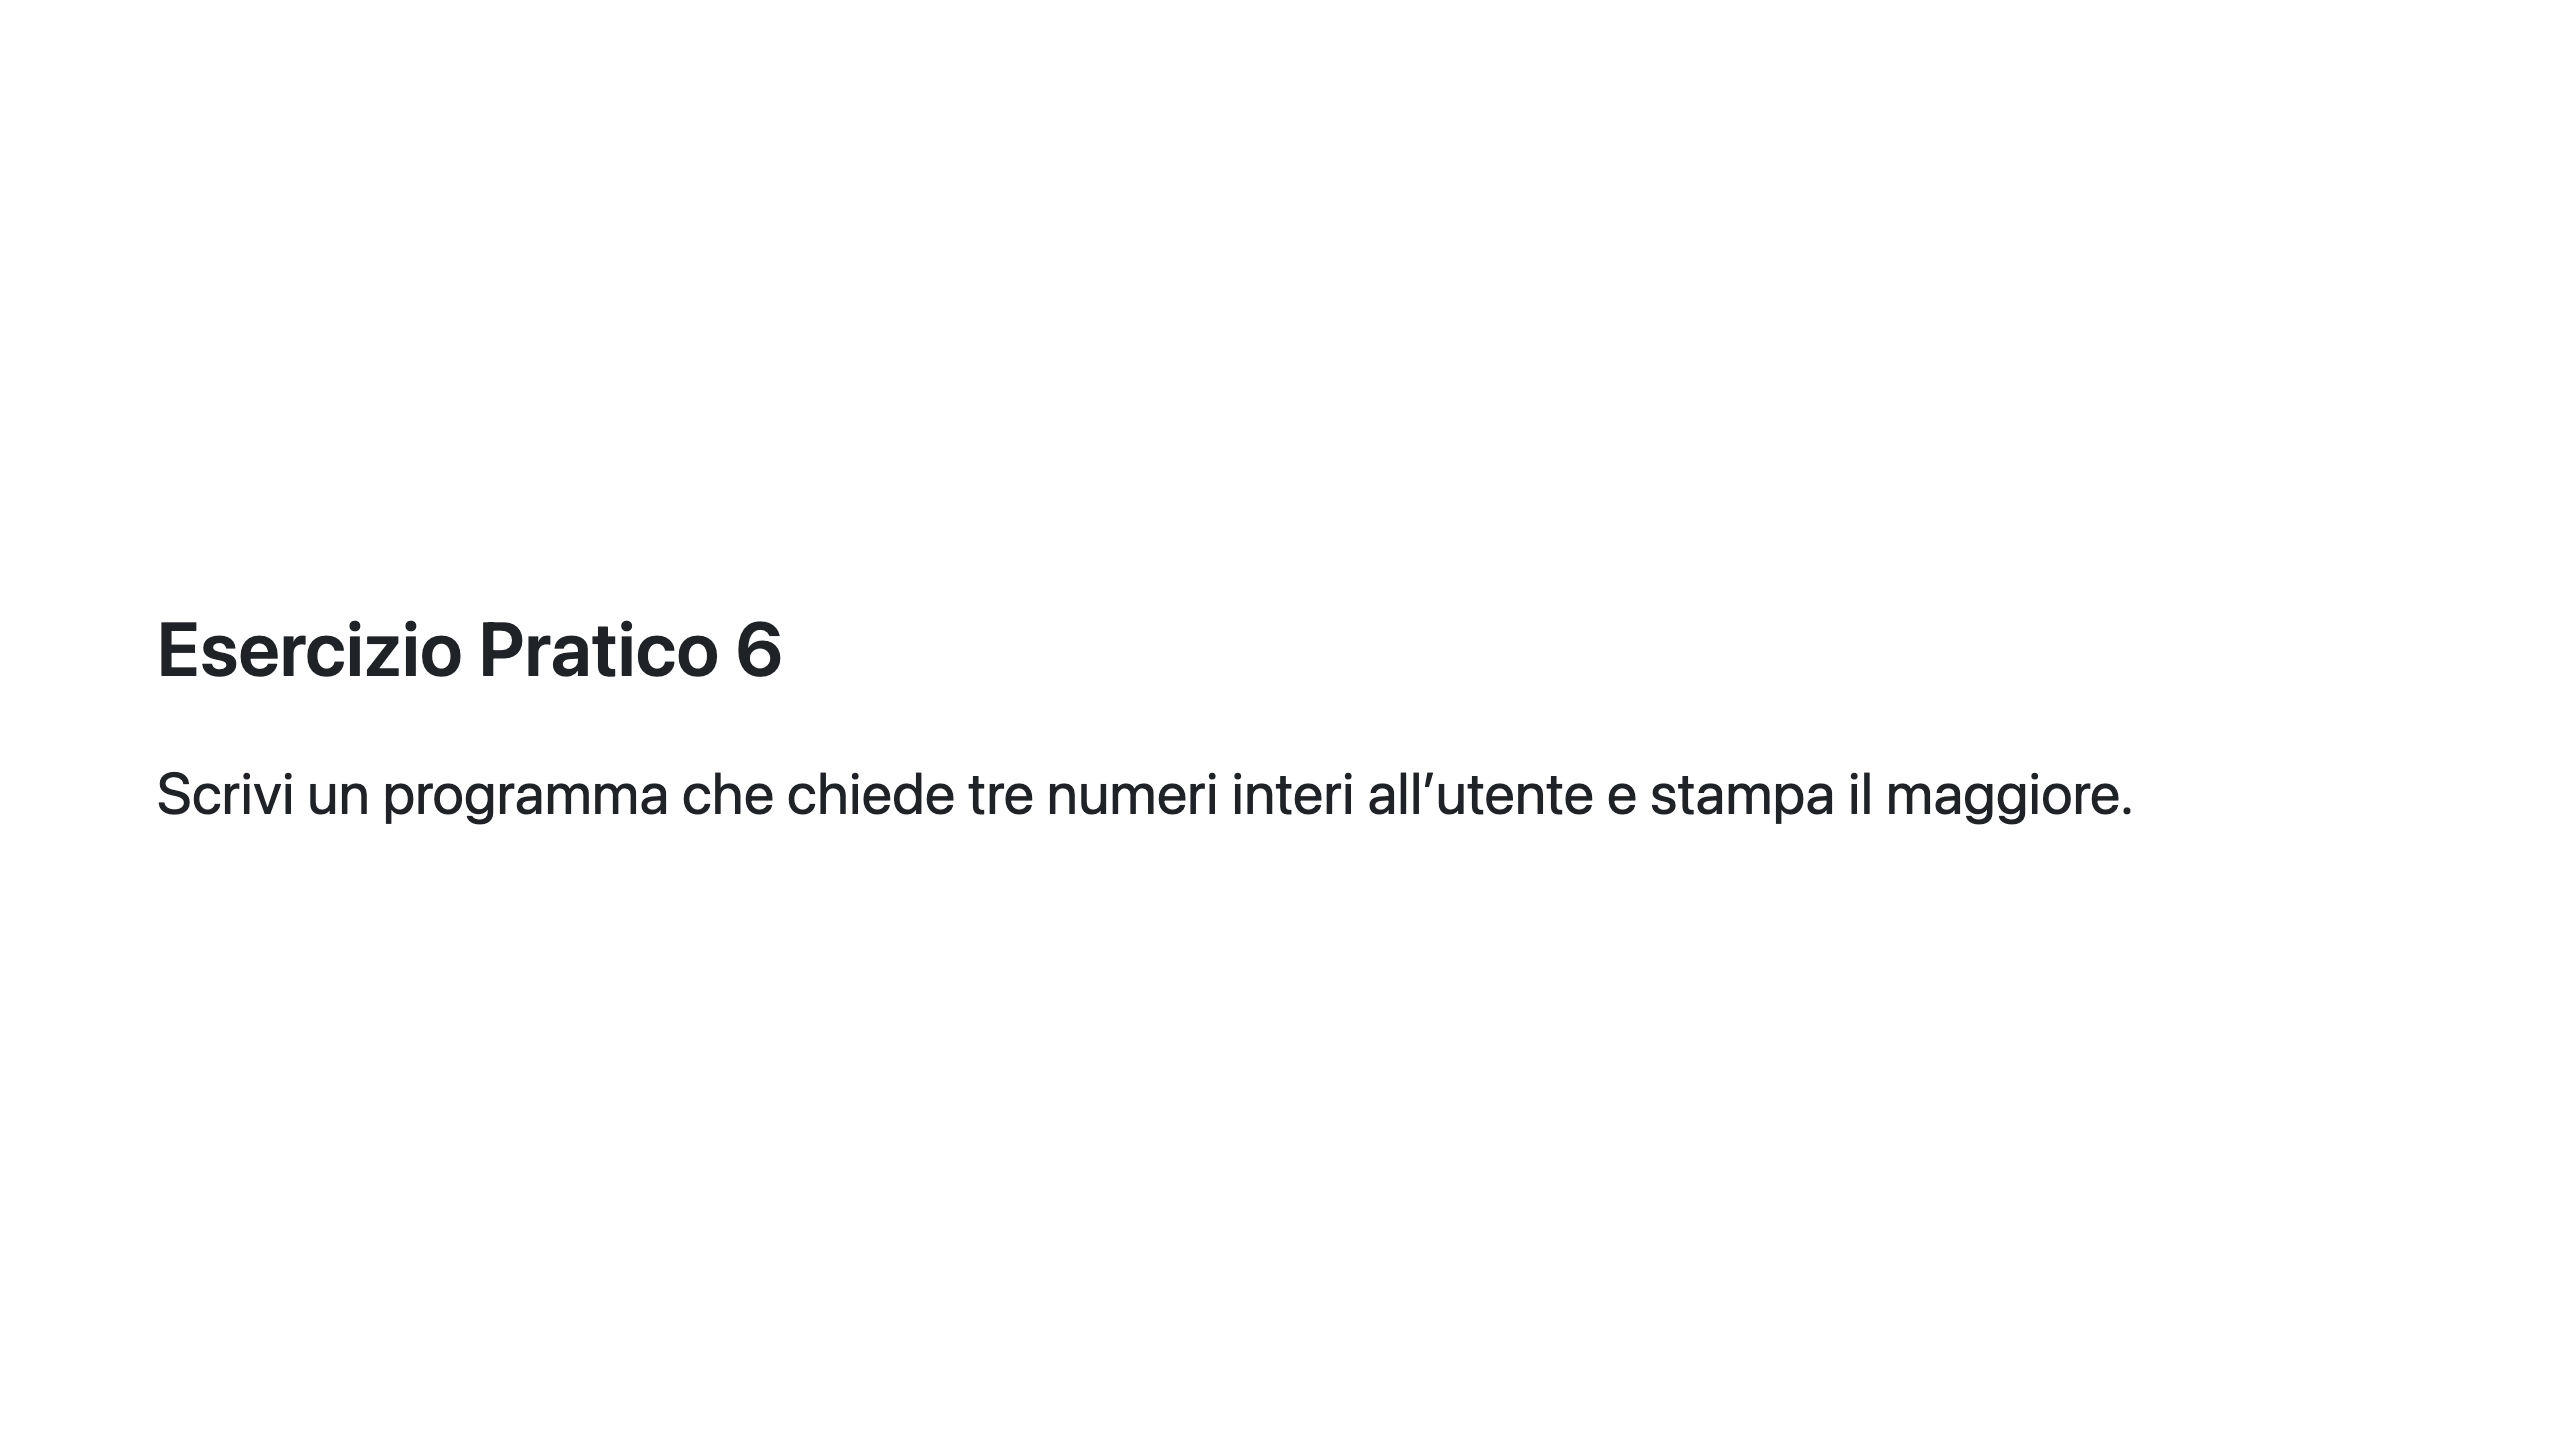 Esercizio Pratico 6
Scrivi un programma che chiede tre numeri interi all’utente e stampa il maggiore.